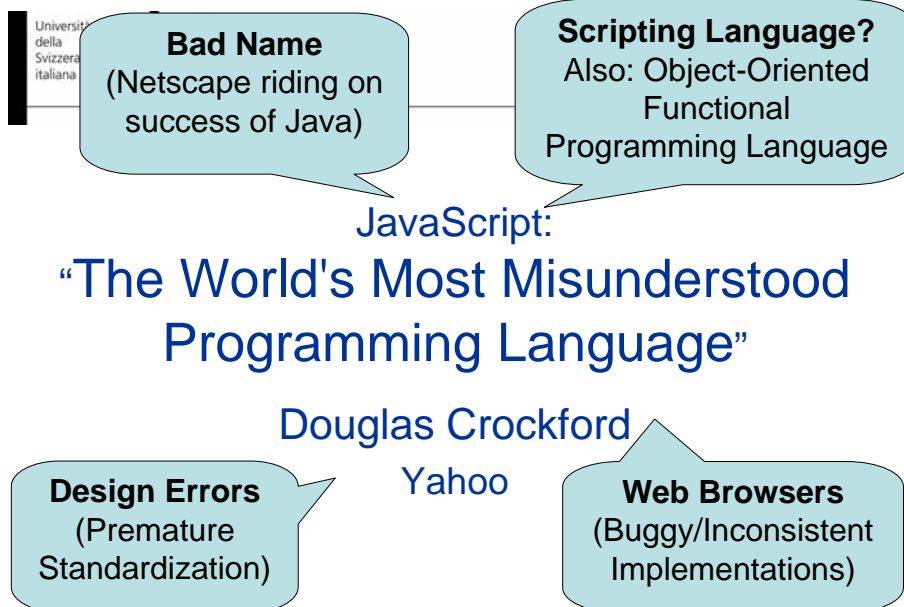 Università
della
Svizzera
italiana
Bad Name
(Netscape riding on
success of Java)
Scripting Language?
Also: Object-Oriented
Functional
Programming Language
JavaScript:
“The World's Most Misunderstood
Programming Language”
Douglas Crockford
Yahoo
Design Errors
(Premature
Standardization)
Web Browsers
(Buggy/Inconsistent
Implementations)